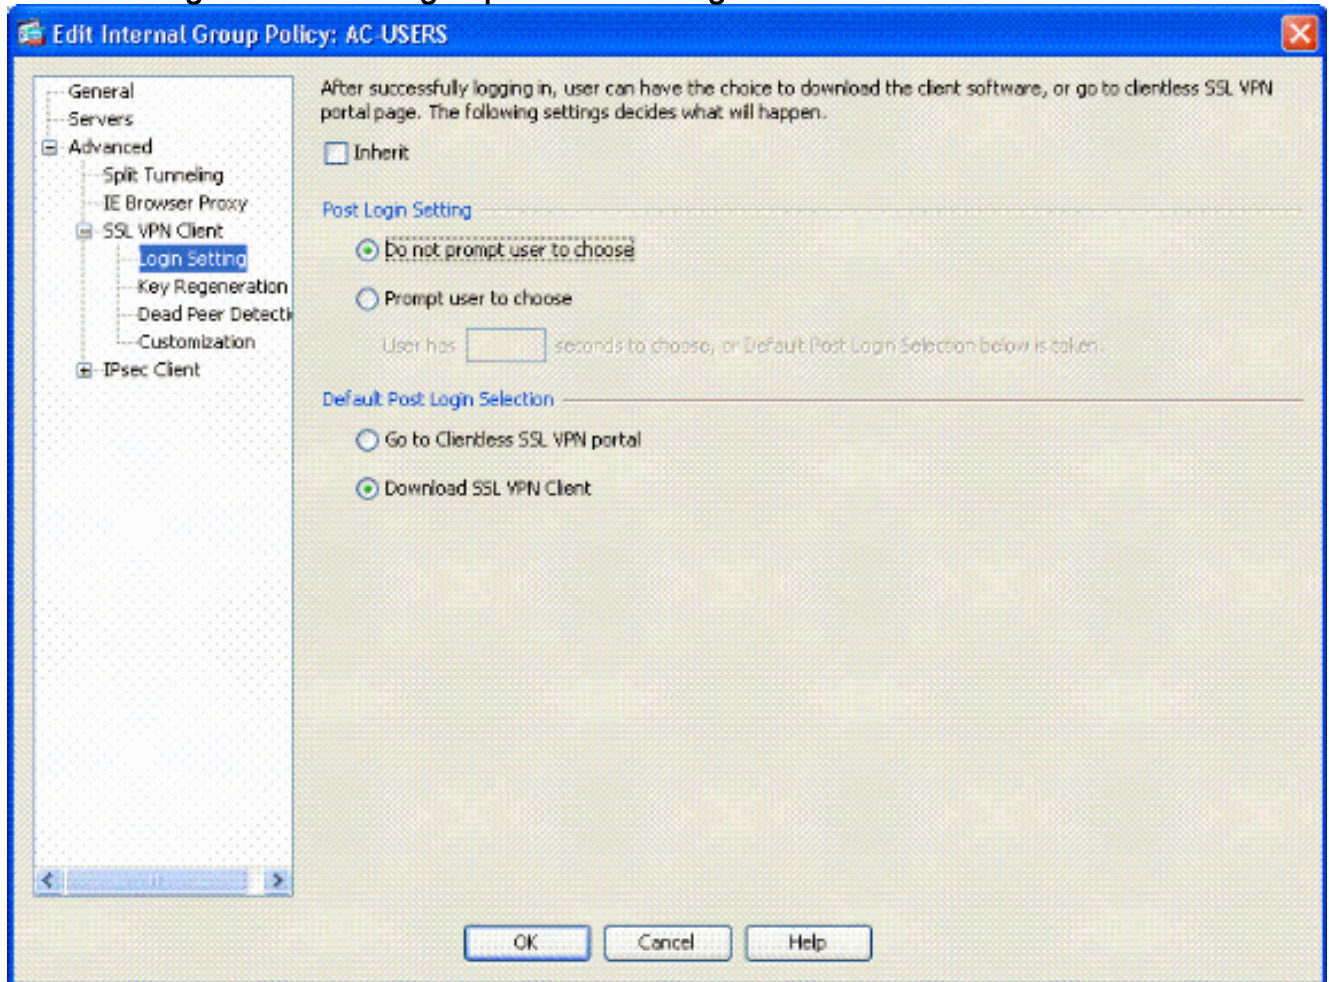 Edit Internal Group Policy: AC-USERS
General
Servers
Advanced
Split Tunneling
IE Browser Proxy
SSL VPN Client
Login Setting
Key Regeneration
Dead Peer Detecti
Customization
IPsec Client
After successfully logging in, user can have the choice to download the client software, or go to clientless SSL VPN
portal page. The following settings decides what will happen.
Inherit
Post Login Setting
Do not prompt user to choose
Prompt user to choose
User has seconds to choose, or Default Post Login Selection below is taken.
Default Post Login Selection
Go to Clientless SSL VPN portal
Download SSL VPN Client
OK Cancel Help